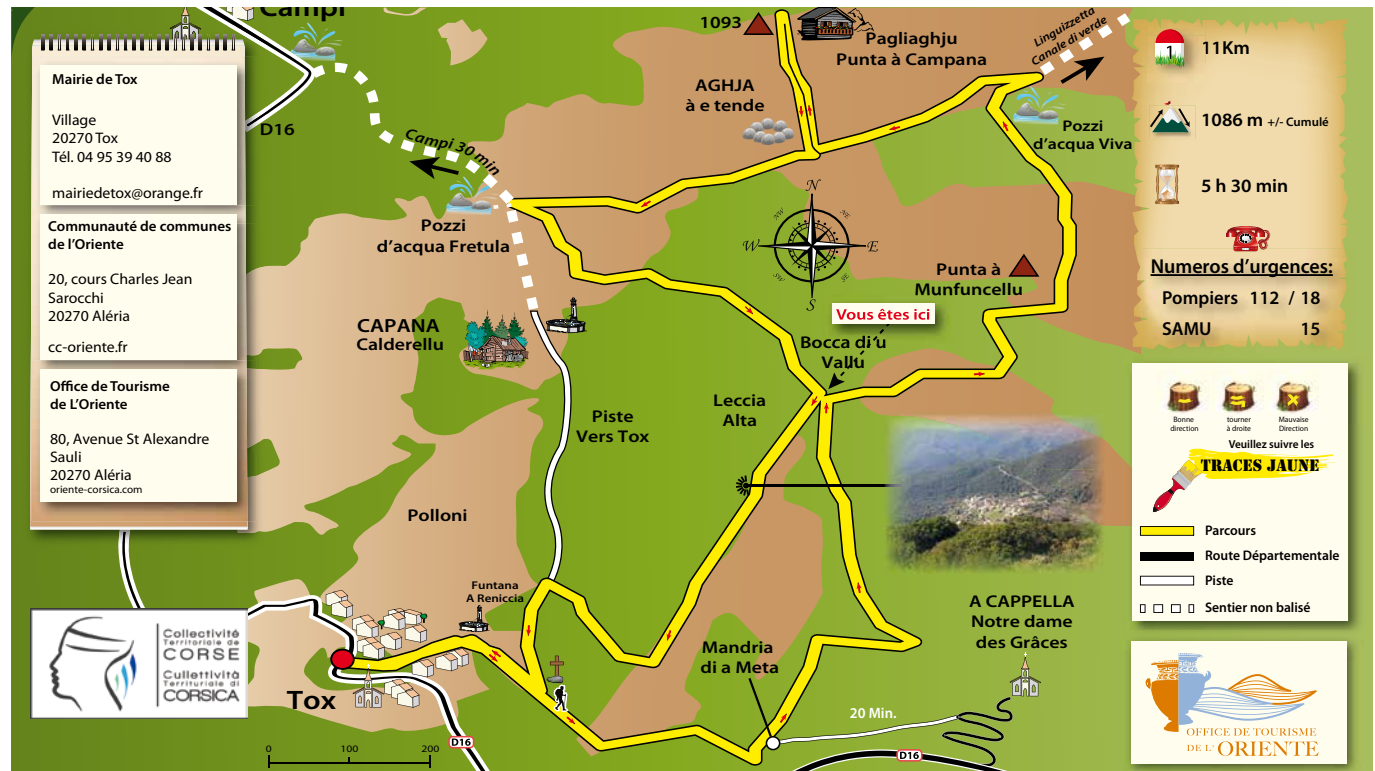 Campi
D16
Mairie de Tox
Village
20270 Tox
Tél. 04 95 39 40 88
mairiedetox@orange.fr
Communauté de communes
de l’Oriente
20, cours Charles Jean
Sarocchi
20270 Aléria
cc-oriente.fr
Office de Tourisme
de L’Oriente
80, Avenue St Alexandre
Sauli
20270 Aléria
oriente-corsica.com
Campi 30 min
Pozzi
d’acqua Fretula
1093
Pagliaghju
Punta à Campana
AGHJA
à e tende
Linguizzetta
Canale di verde
Pozzi
d’acqua Viva
N
NE
E
SE
S
SW
W
NW
Punta à
Munfuncellu
Vous êtes ici
Bocca di u
Vallu
CAPANA
Calderellu
Piste
Vers Tox
Leccia
Alta
Polloni
Funtana
A Reniccia
Mandria
di a Meta
A CAPPELLA
Notre dame
des Grâces
20 Min.
Tox
D16
D16
0 100 200
Collectivité
Territoriale de
CORSE
Cullettività
Territuriale di
CORSICA
1
11Km
1086 m +/- Cumulé
5 h 30 min
Numeros d’urgences:
Pompiers 112 / 18
SAMU 15
Bonne
direction
tourner
à droite
Mauvaise
Direction
Veuillez suivre les
TRACES JAUNE
Parcours
Route Départementale
Piste
Sentier non balisé
OFFICE DE TOURISME
DE L’ ORIENTE